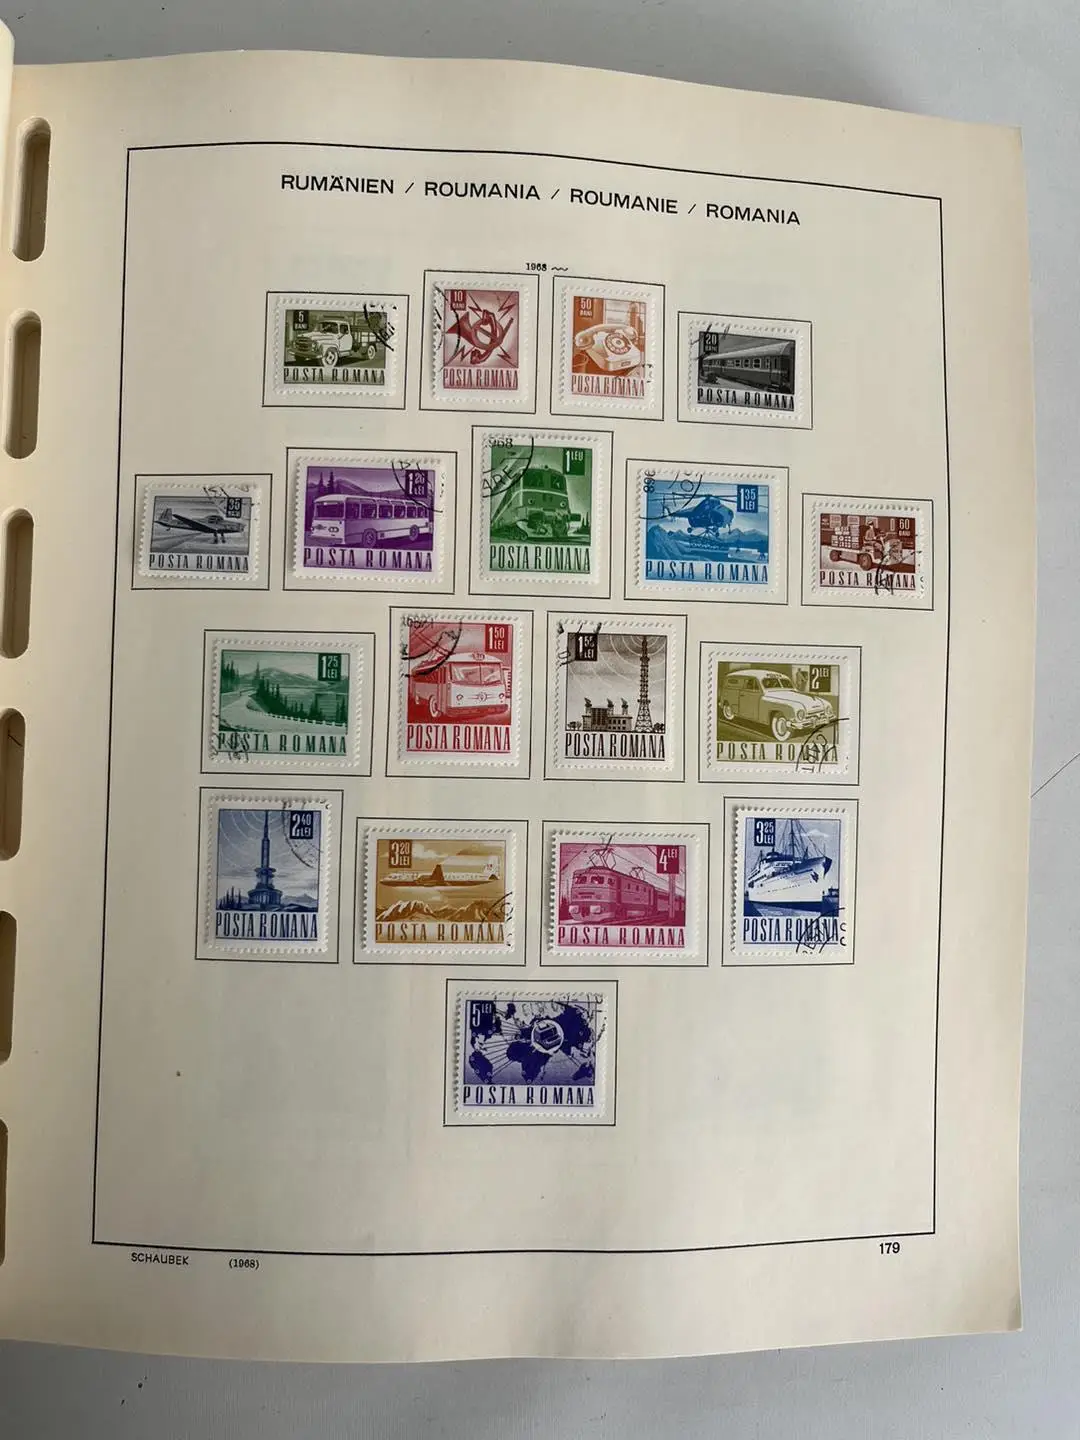 RUMÄNIEN / ROUMANIA / ROUMANIE / ROMANIA
1968
5 BANI
POSTA ROMANA
10 BANI
POSTA ROMANA
50 BANI
POSTA ROMANA
20 BANI
POSTA ROMANA
35
POSTA ROMANA
LEI
POSTA ROMANA
1968
1 LEU
POSTA ROMANA
1,35 LEI
POSTA ROMANA
0,60 BANI
POSTA ROMANA
1,75 LEI
POSTA ROMANA
1,50 LEI
POSTA ROMANA
LEI
POSTA ROMANA
2 LEI
POSTA ROMANA
2,40 LEI
POSTA ROMANA
3,20 LEI
POSTA ROMANA
4 LEI
POSTA ROMANA
3,25 LEI
POSTA ROMANA
5 LEI
POSTA ROMANA
SCHAUBEK (1968)
179